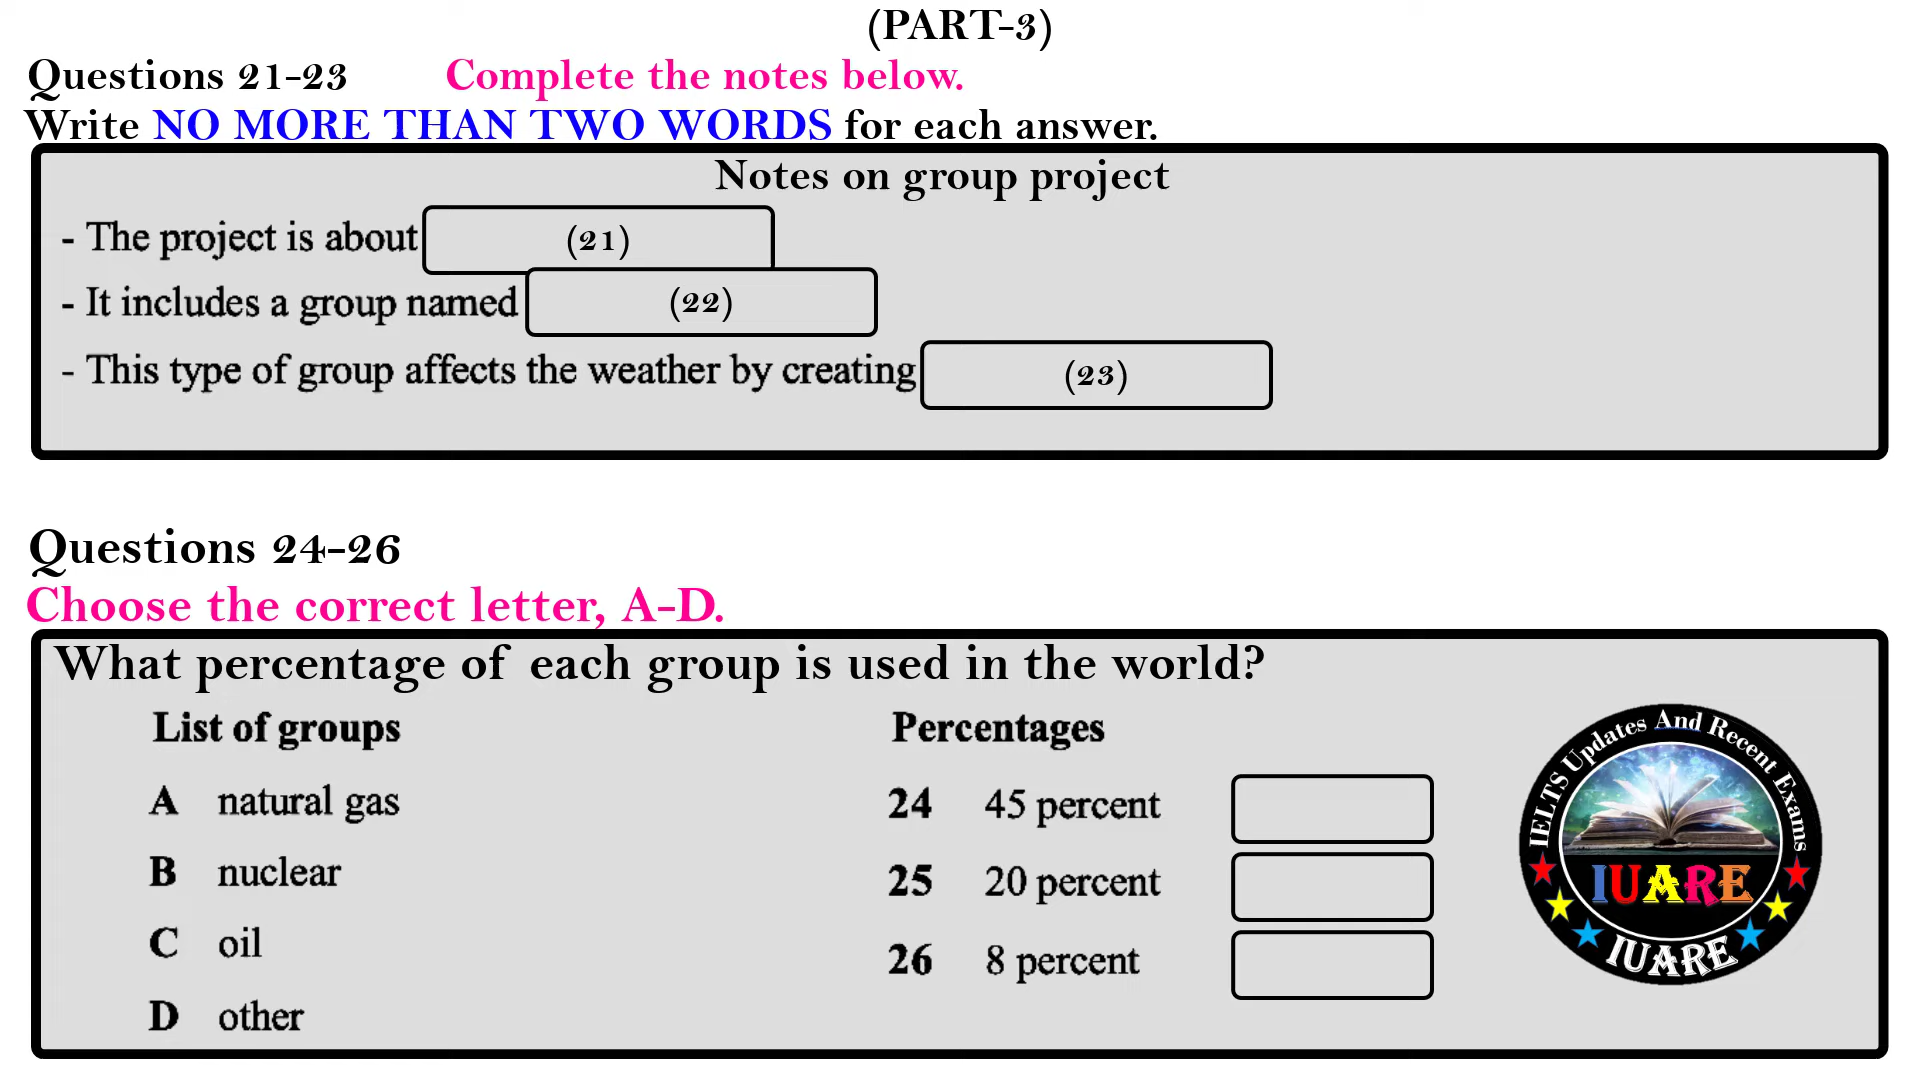 (PART-3)
Questions 21-23 Complete the notes below.
Write NO MORE THAN TWO WORDS for each answer.
Notes on group project
- The project is about (21)
- It includes a group named (22)
- This type of group affects the weather by creating (23)
Questions 24-26
Choose the correct letter, A-D.
What percentage of each group is used in the world?
List of groups Percentages
A natural gas 24 45 percent
B nuclear 25 20 percent
C oil 26 8 percent
D other
IELTS Updates And Recent Exams
IUARE
IUARE